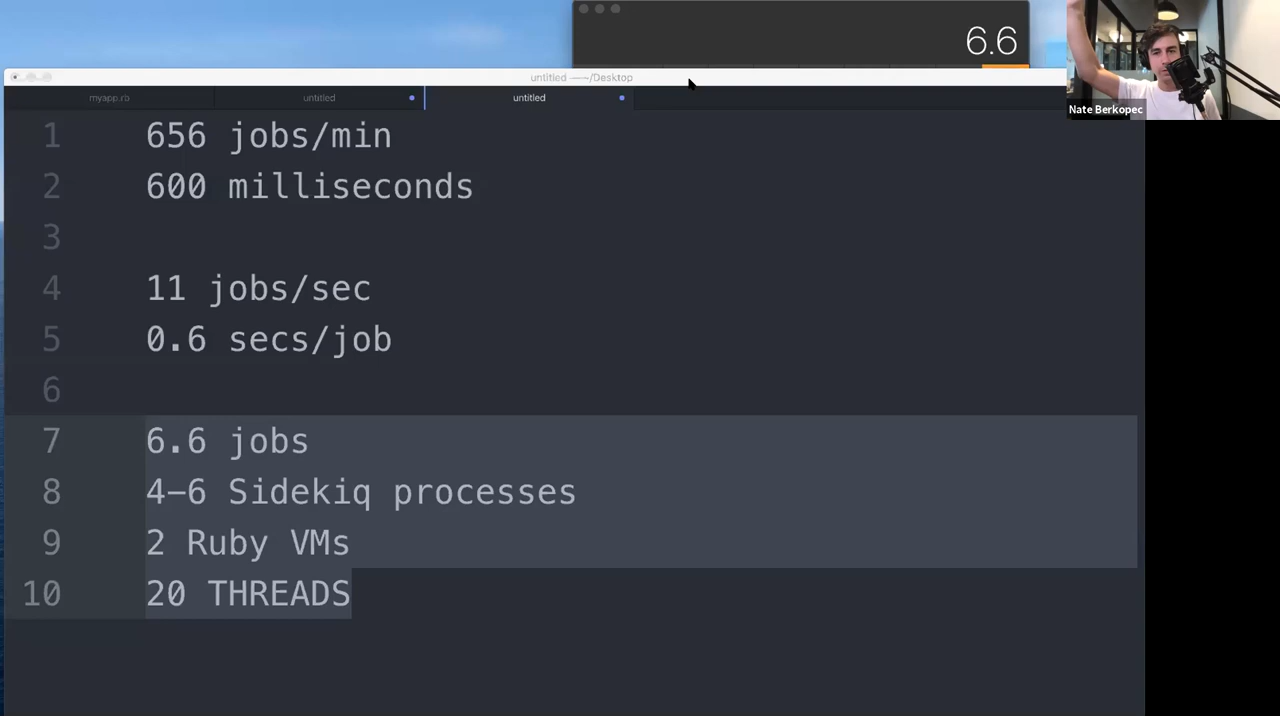 6.6
untitled — ~/Desktop
myapp.rb
untitled
untitled
Nate Berkopec
1 656 jobs/min
2 600 milliseconds
3
4 11 jobs/sec
5 0.6 secs/job
6
7 6.6 jobs
8 4-6 Sidekiq processes
9 2 Ruby VMs
10 20 THREADS